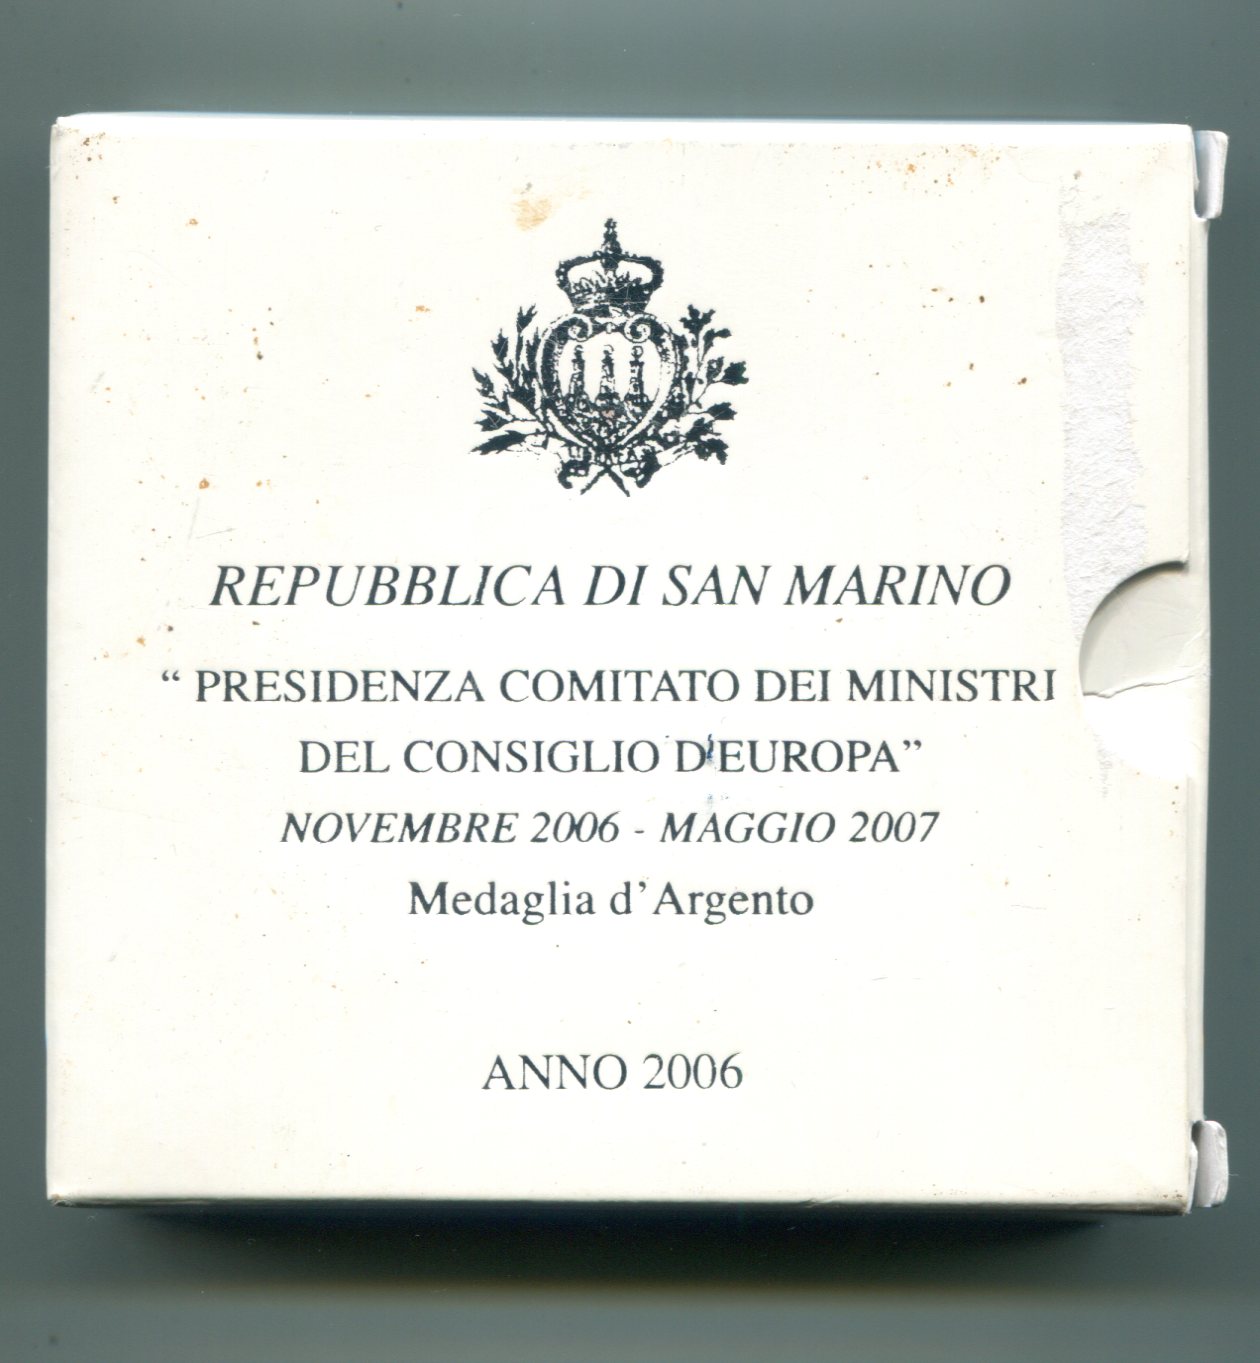 REPUBBLICA DI SAN MARINO
“ PRESIDENZA COMITATO DEI MINISTRI
DEL CONSIGLIO D'EUROPA”
NOVEMBRE 2006 - MAGGIO 2007
Medaglia d’Argento
ANNO 2006